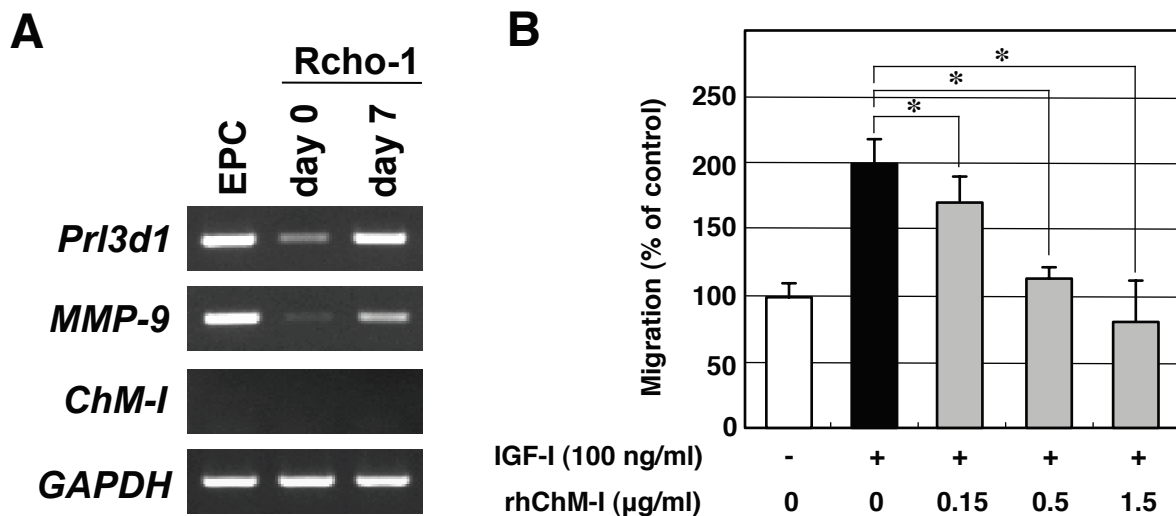 A
Rcho-1
EPC
day 0
day 7
Prl3d1
MMP-9
ChM-I
GAPDH
B
Migration (% of control)
250
200
150
100
50
0
* * *
IGF-I (100 ng/ml) - + + + +
rhChM-I (µg/ml) 0 0 0.15 0.5 1.5